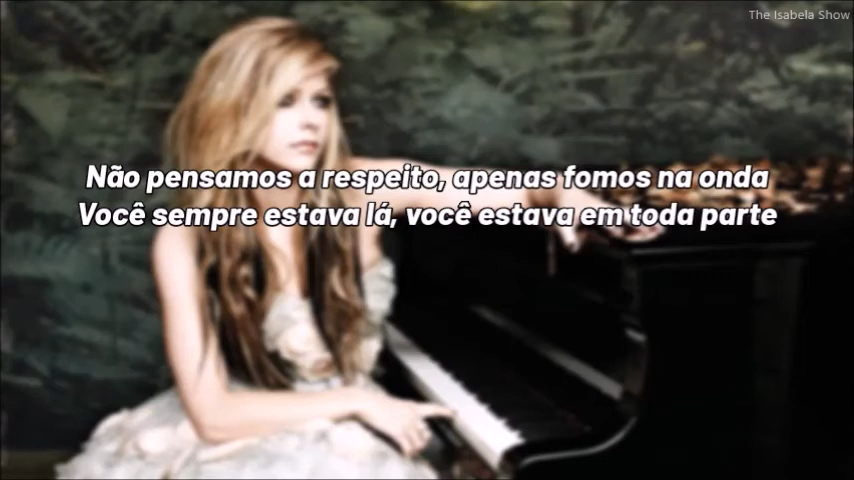 The Isabela Show
Não pensamos a respeito, apenas fomos na onda
Você sempre estava lá, você estava em toda parte